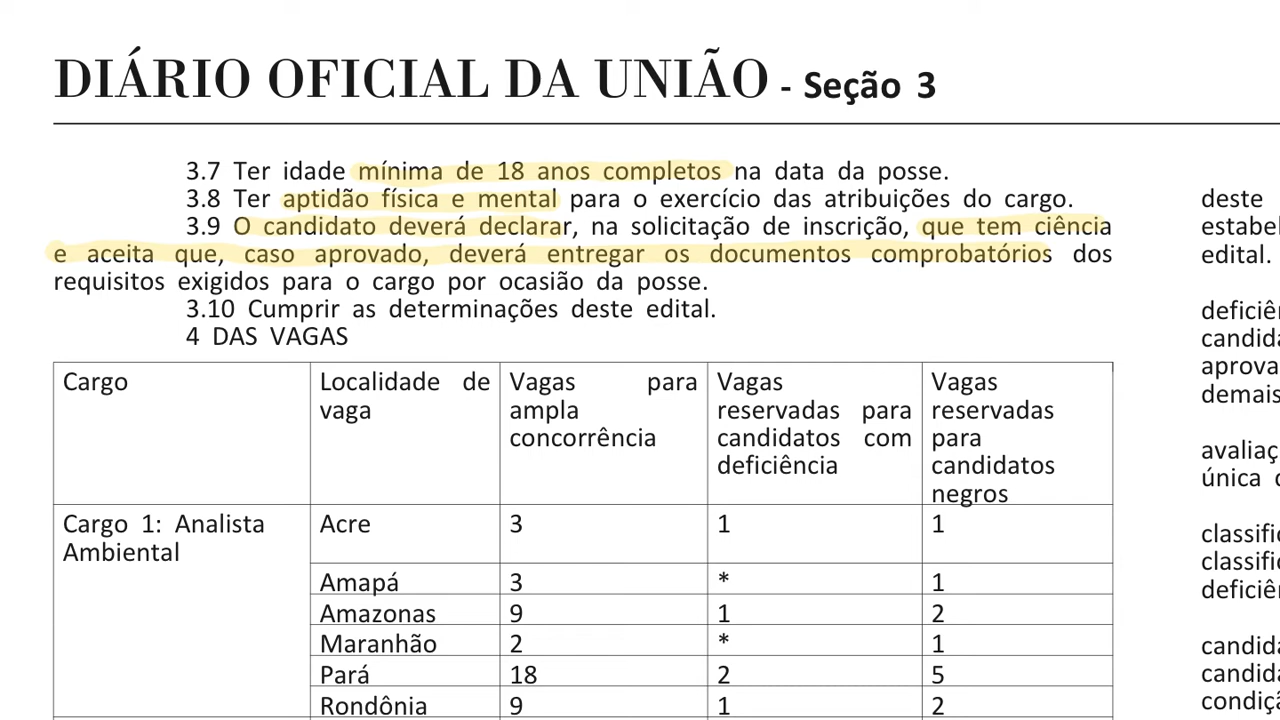 DIÁRIO OFICIAL DA UNIÃO - Seção 3
3.7 Ter idade mínima de 18 anos completos na data da posse.
3.8 Ter aptidão física e mental para o exercício das atribuições do cargo.
3.9 O candidato deverá declarar, na solicitação de inscrição, que tem ciência
e aceita que, caso aprovado, deverá entregar os documentos comprobatórios dos
requisitos exigidos para o cargo por ocasião da posse.
3.10 Cumprir as determinações deste edital.
4 DAS VAGAS
Cargo
Localidade de
vaga
Vagas para
ampla
concorrência
Vagas
reservadas para
candidatos com
deficiência
Vagas
reservadas
para
candidatos
negros
Cargo 1: Analista
Ambiental
Acre 3 1 1
Amapá 3 * 1
Amazonas 9 1 2
Maranhão 2 * 1
Pará 18 2 5
Rondônia 9 1 2
deste
edital.
demais
única